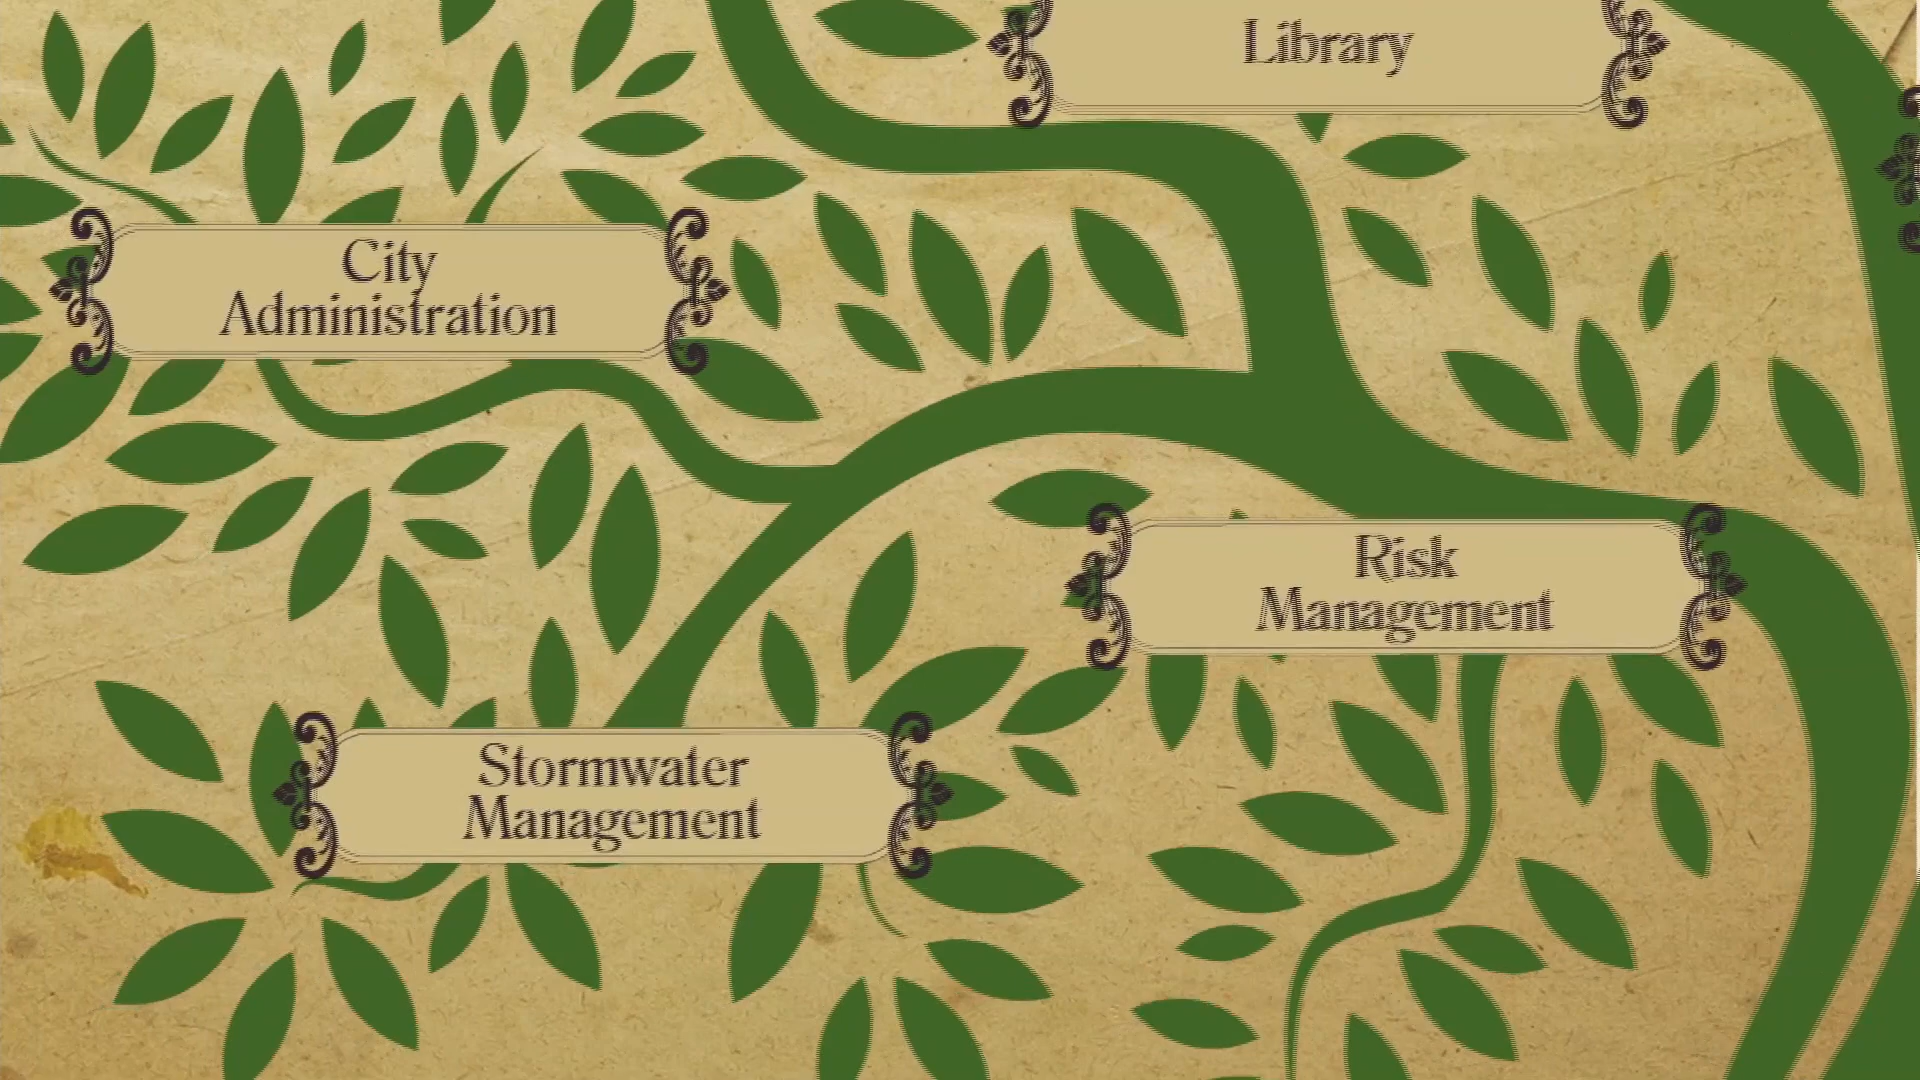 Library
City
Administration
Risk
Management
Stormwater
Management